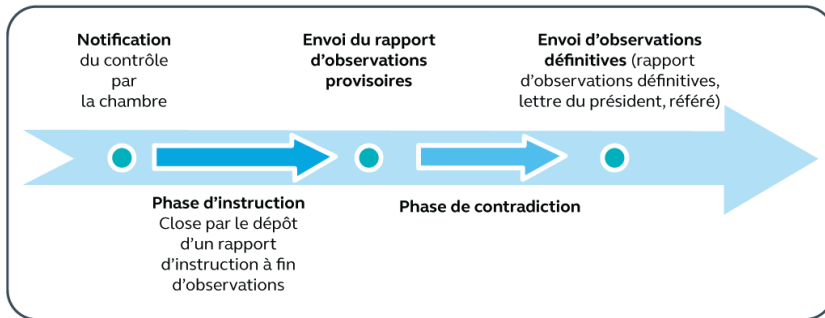 Notification
du contrôle
par
la chambre
Envoi du rapport
d'observations
provisoires
Envoi d'observations
définitives (rapport
d'observations définitives,
lettre du président, référé)
Phase d'instruction
Close par le dépôt
d'un rapport
d'instruction à fin
d'observations
Phase de contradiction